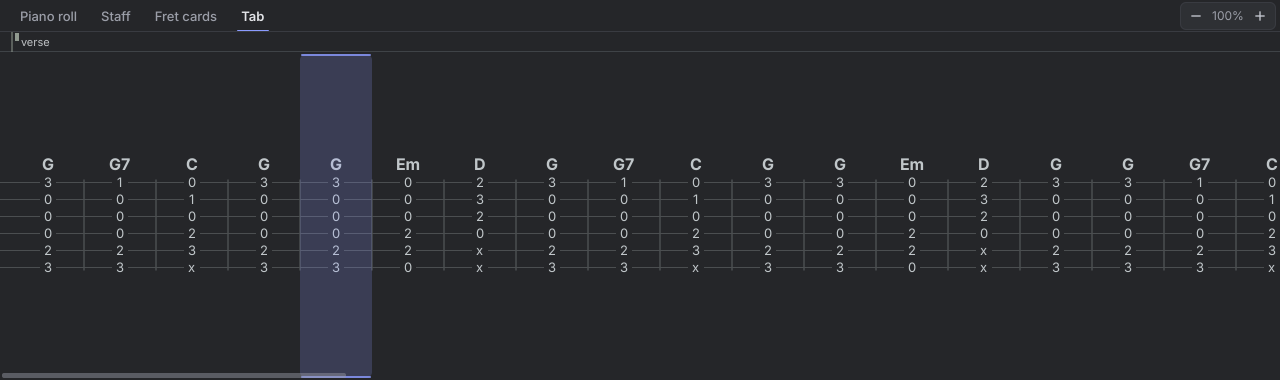 Piano roll Staff Fret cards Tab − 100% +
verse
G G7 C G G Em D G G7 C G G Em D G G G7 C
3 1 0 3 3 0 2 3 1 0 3 3 0 2 3 3 1 0
0 0 1 0 0 0 3 0 0 1 0 0 0 3 0 0 0 1
0 0 0 0 0 0 2 0 0 0 0 0 0 2 0 0 0 0
0 0 2 0 0 2 0 0 0 2 0 0 2 0 0 0 0 2
2 2 3 2 2 2 x 2 2 3 2 2 2 x 2 2 2 3
3 3 x 3 3 0 x 3 3 x 3 3 0 x 3 3 3 x